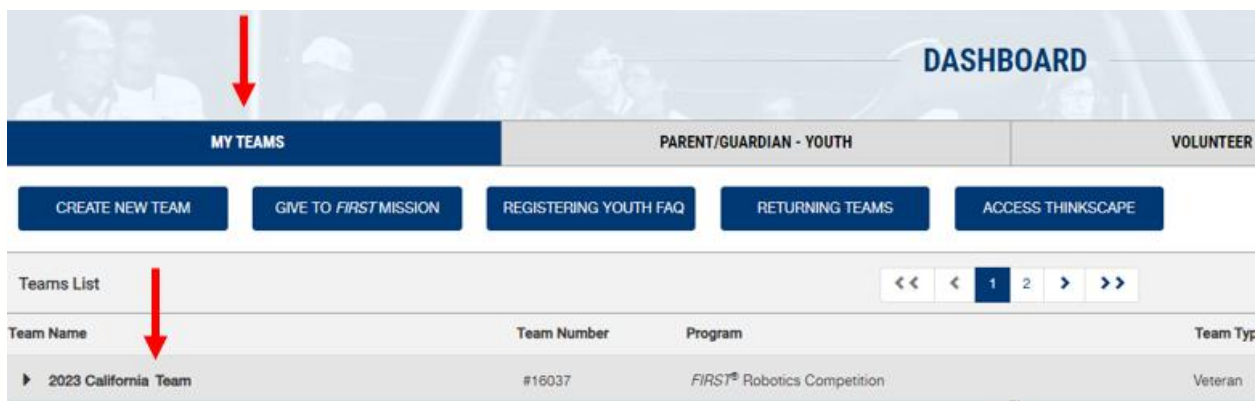 DASHBOARD
MY TEAMS PARENT/GUARDIAN - YOUTH VOLUNTEER
CREATE NEW TEAM GIVE TO FIRST MISSION REGISTERING YOUTH FAQ RETURNING TEAMS ACCESS THINKSCAPE
Teams List << < 1 2 > >>
Team Name Team Number Program Team Typ
2023 California Team #16037 FIRST® Robotics Competition Veteran